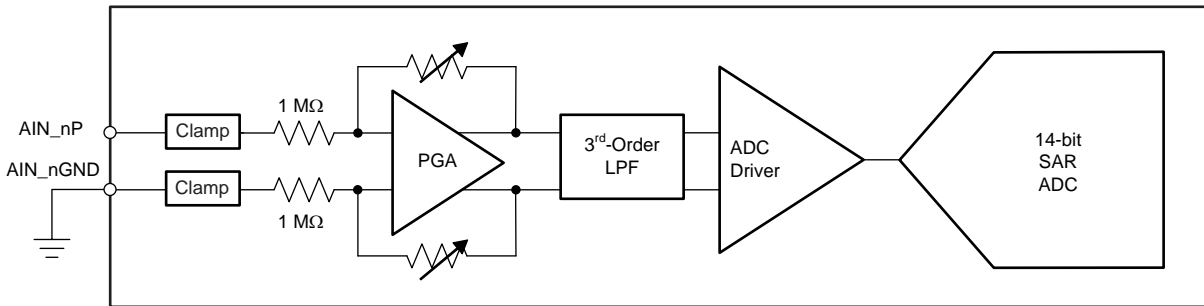 AIN_nP
AIN_nGND
Clamp
Clamp
1 MΩ
1 MΩ
PGA
3rd-Order
LPF
ADC
Driver
14-bit
SAR
ADC